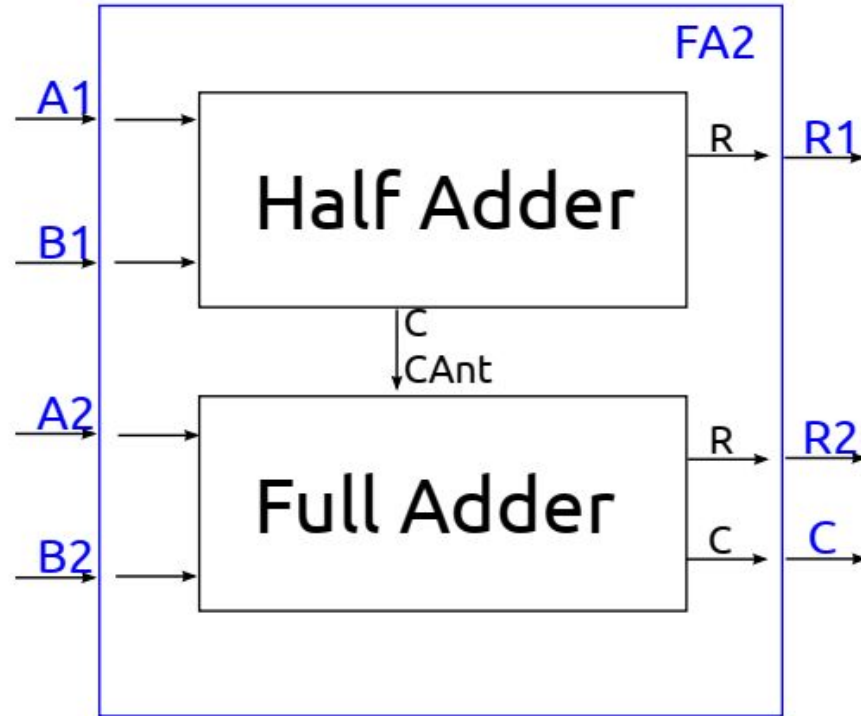 FA2
A1
R
R1
Half Adder
B1
C
CAnt
A2
R
R2
Full Adder
C
C
B2